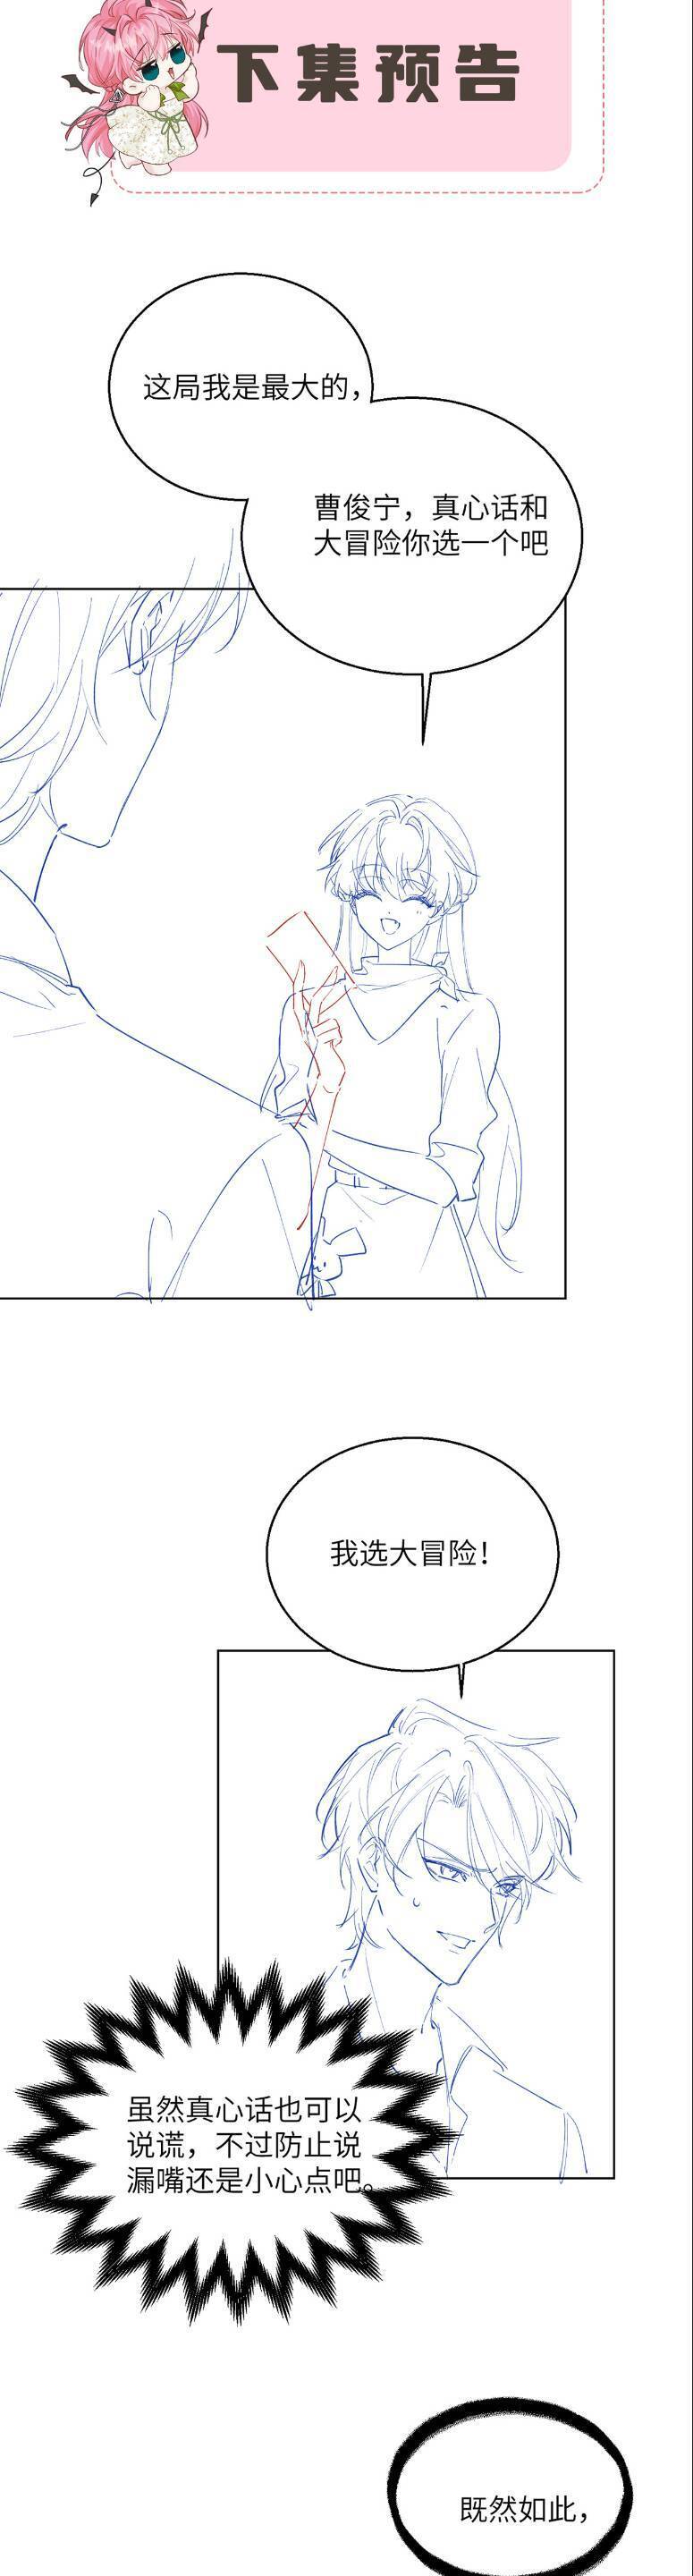 下集预告
这局我是最大的，
曹俊宁，真心话和
大冒险你选一个吧
我选大冒险！
虽然真心话也可以
说谎，不过防止说
漏嘴还是小心点吧。
既然如此，